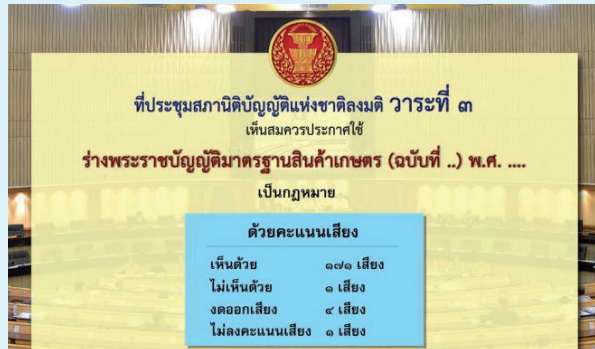 ที่ประชุมสภานิติบัญญัติแห่งชาติลงมติ วาระที่ ๓
เห็นสมควรประกาศใช้
ร่างพระราชบัญญัติมาตรฐานสินค้าเกษตร (ฉบับที่ ..) พ.ศ. ....
เป็นกฎหมาย
ด้วยคะแนนเสียง
เห็นด้วย ๑๗๑ เสียง
ไม่เห็นด้วย ๑ เสียง
งดออกเสียง ๔ เสียง
ไม่ลงคะแนนเสียง ๑ เสียง